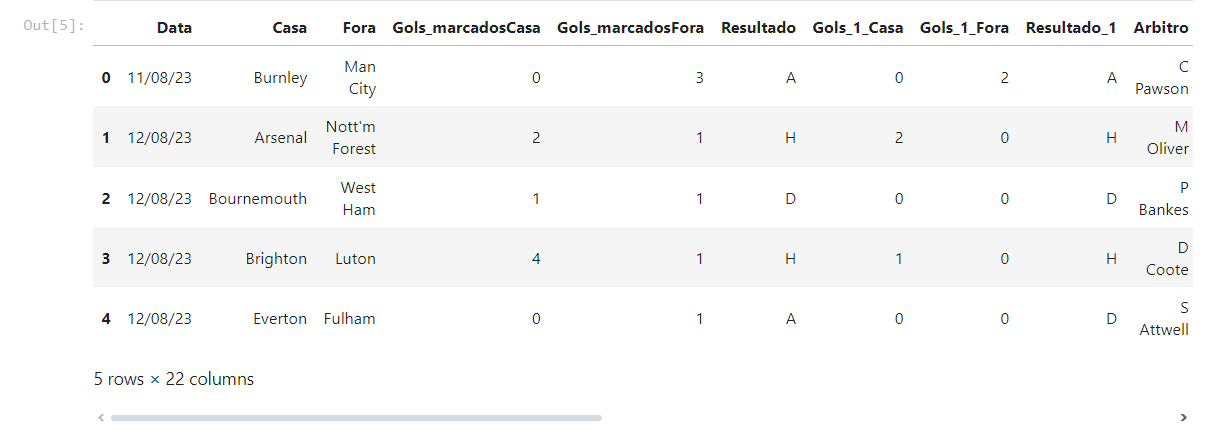 Out[5]:
Data Casa Fora Gols_marcadosCasa Gols_marcadosFora Resultado Gols_1_Casa Gols_1_Fora Resultado_1 Arbitro
0 11/08/23 Burnley Man City 0 3 A 0 2 A C Pawson
1 12/08/23 Arsenal Nott'm Forest 2 1 H 2 0 H M Oliver
2 12/08/23 Bournemouth West Ham 1 1 D 0 0 D P Bankes
3 12/08/23 Brighton Luton 4 1 H 1 0 H D Coote
4 12/08/23 Everton Fulham 0 1 A 0 0 D S Attwell
5 rows × 22 columns